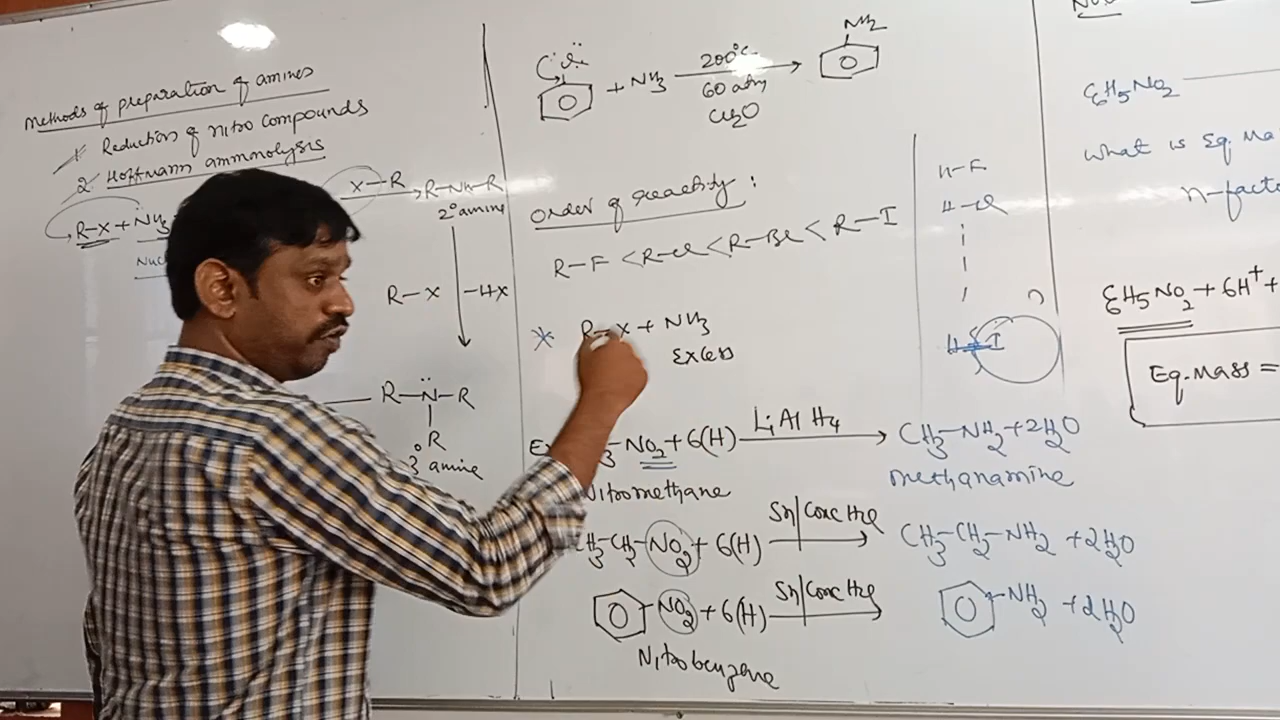 Methods of preparation of amines
1. Reduction of nitro compounds
2. Hoffmann ammonolysis
R-X + NH3
X-R
R-NH-R
2° amine
R-X
-HX
R-N-R
R
3° amine
Cl
+ NH3
200°C
60 atm
Cu2O
NH2
Order of reactivity :
R-F < R-Cl < R-Br < R-I
* R-X + NH3
Excess
NO2 + 6(H)
LiAlH4
CH3-NH2 + 2H2O
Nitromethane
methanamine
CH3-CH2-NO2 + 6(H)
Sn|Conc HCl
CH3-CH2-NH2 + 2H2O
NO2 + 6(H)
Sn|Conc HCl
-NH2 + 2H2O
Nitrobenzene
H-F
H-Cl
H-I
C6H5NO2
What is Eq. Ma
n-facto
C6H5NO2 + 6H+ +
Eq. Mass =